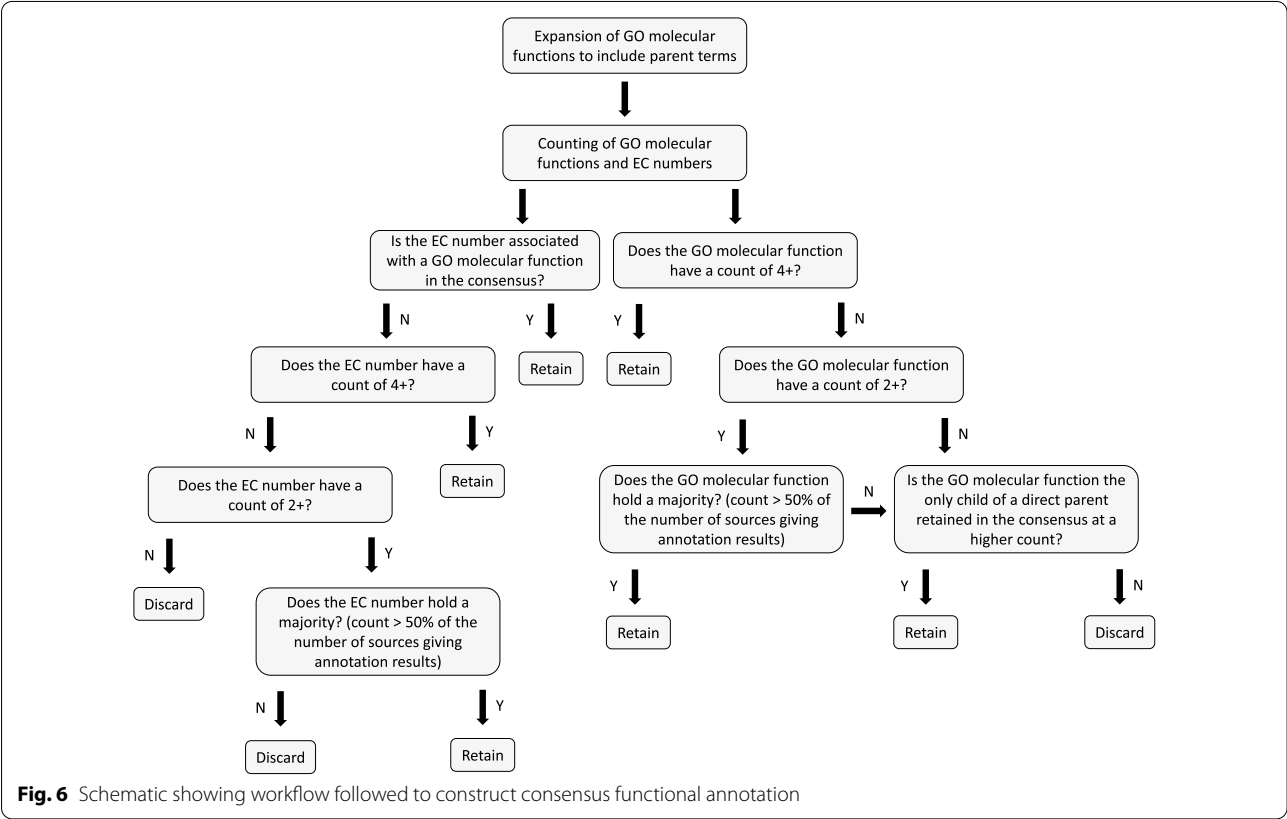 Expansion of GO molecular
functions to include parent terms
Counting of GO molecular
functions and EC numbers
Is the EC number associated
with a GO molecular function
in the consensus?
Does the GO molecular function
have a count of 4+?
N
Y
Y
N
Does the EC number have a
count of 4+?
Retain
Retain
Does the GO molecular function
have a count of 2+?
N
Y
Y
N
Does the EC number have a
count of 2+?
Retain
Does the GO molecular function
hold a majority? (count > 50% of
the number of sources giving
annotation results)
N
Is the GO molecular function the
only child of a direct parent
retained in the consensus at a
higher count?
N
Y
Y
Y
N
Discard
Does the EC number hold a
majority? (count > 50% of the
number of sources giving
annotation results)
Retain
Retain
Discard
N
Y
Discard
Retain
Fig. 6 Schematic showing workflow followed to construct consensus functional annotation